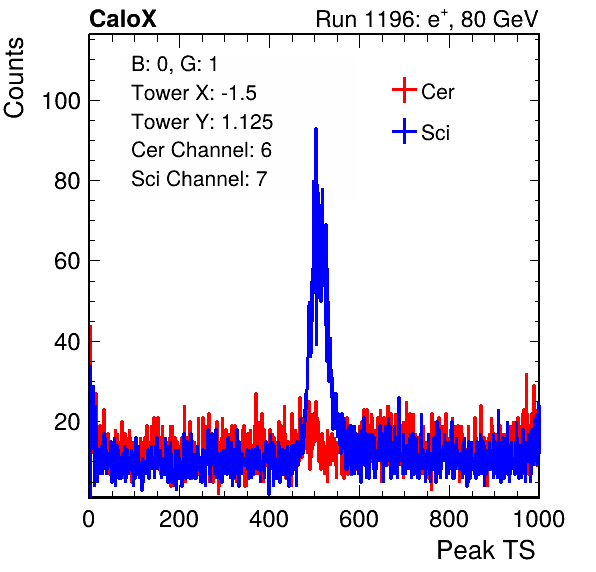 CaloX Run 1196: e⁺, 80 GeV
Counts
B: 0, G: 1
Tower X: -1.5
Tower Y: 1.125
Cer Channel: 6
Sci Channel: 7
Cer
Sci
100
80
60
40
20
0 200 400 600 800 1000
Peak TS